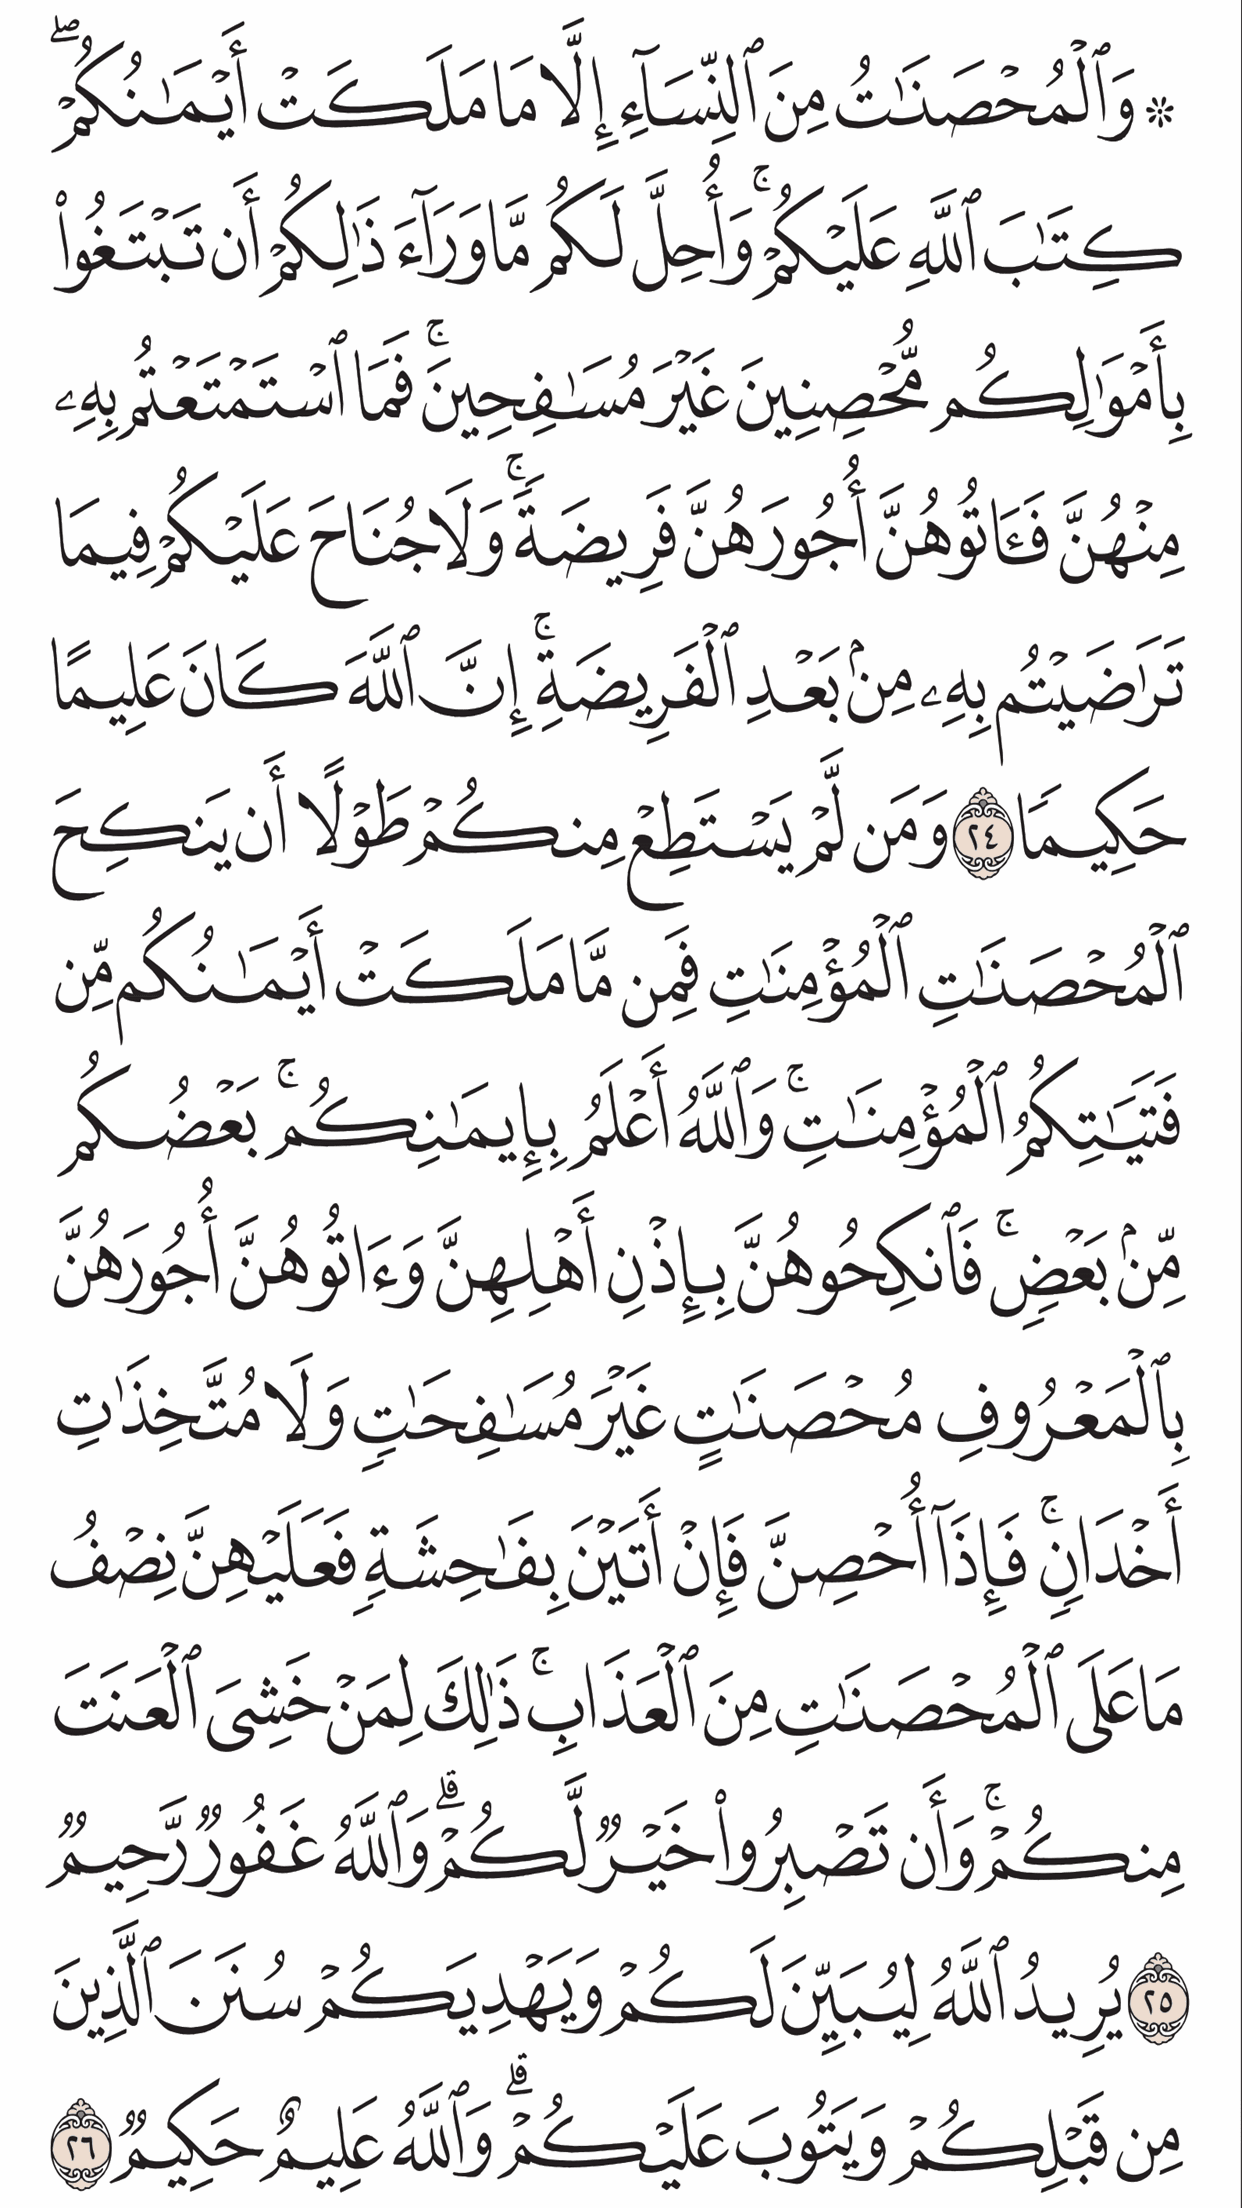 ۞ وَٱلۡمُحۡصَنَٰتُ مِنَ ٱلنِّسَآءِ إِلَّا مَا مَلَكَتۡ أَيۡمَٰنُكُمۡۖ
كِتَٰبَ ٱللَّهِ عَلَيۡكُمۡۚ وَأُحِلَّ لَكُم مَّا وَرَآءَ ذَٰلِكُمۡ أَن تَبۡتَغُواْ
بِأَمۡوَٰلِكُم مُّحۡصِنِينَ غَيۡرَ مُسَٰفِحِينَۚ فَمَا ٱسۡتَمۡتَعۡتُم بِهِۦ
مِنۡهُنَّ فَـَٔاتُوهُنَّ أُجُورَهُنَّ فَرِيضَةٗۚ وَلَا جُنَاحَ عَلَيۡكُمۡ فِيمَا
تَرَٰضَيۡتُم بِهِۦ مِنۢ بَعۡدِ ٱلۡفَرِيضَةِۚ إِنَّ ٱللَّهَ كَانَ عَلِيمًا
حَكِيمٗا ٢٤ وَمَن لَّمۡ يَسۡتَطِعۡ مِنكُمۡ طَوۡلًا أَن يَنكِحَ
ٱلۡمُحۡصَنَٰتِ ٱلۡمُؤۡمِنَٰتِ فَمِن مَّا مَلَكَتۡ أَيۡمَٰنُكُم مِّن
فَتَيَٰتِكُمُ ٱلۡمُؤۡمِنَٰتِۚ وَٱللَّهُ أَعۡلَمُ بِإِيمَٰنِكُمۚ بَعۡضُكُم
مِّنۢ بَعۡضٖۚ فَٱنكِحُوهُنَّ بِإِذۡنِ أَهۡلِهِنَّ وَءَاتُوهُنَّ أُجُورَهُنَّ
بِٱلۡمَعۡرُوفِ مُحۡصَنَٰتٍ غَيۡرَ مُسَٰفِحَٰتٖ وَلَا مُتَّخِذَٰتِ
أَخۡدَانٖۚ فَإِذَآ أُحۡصِنَّ فَإِنۡ أَتَيۡنَ بِفَٰحِشَةٖ فَعَلَيۡهِنَّ نِصۡفُ
مَا عَلَى ٱلۡمُحۡصَنَٰتِ مِنَ ٱلۡعَذَابِۚ ذَٰلِكَ لِمَنۡ خَشِيَ ٱلۡعَنَتَ
مِنكُمۡۚ وَأَن تَصۡبِرُواْ خَيۡرٞ لَّكُمۡۗ وَٱللَّهُ غَفُورٞ رَّحِيمٞ
٢٥ يُرِيدُ ٱللَّهُ لِيُبَيِّنَ لَكُمۡ وَيَهۡدِيَكُمۡ سُنَنَ ٱلَّذِينَ
مِن قَبۡلِكُمۡ وَيَتُوبَ عَلَيۡكُمۡۗ وَٱللَّهُ عَلِيمٌ حَكِيمٞ ٢٦